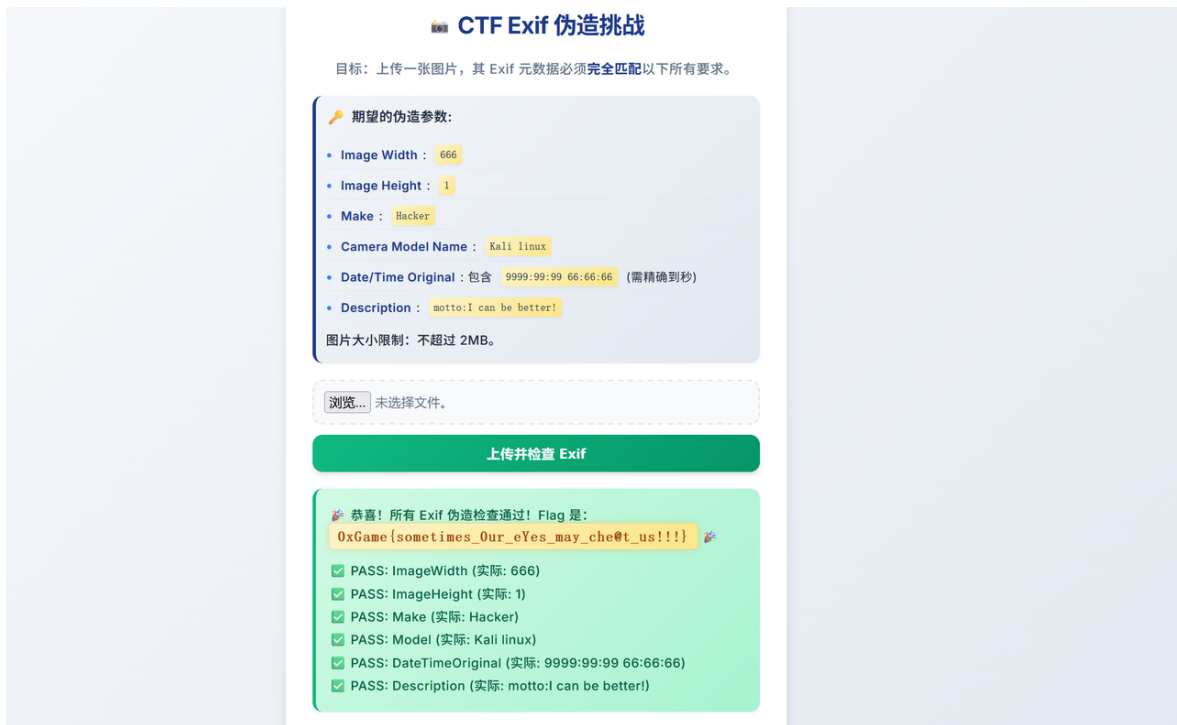 📷 CTF Exif 伪造挑战
目标：上传一张图片，其 Exif 元数据必须完全匹配以下所有要求。
🔑 期望的伪造参数:
• Image Width： 666
• Image Height： 1
• Make： Hacker
• Camera Model Name： Kali linux
• Date/Time Original：包含 9999:99:99 66:66:66 (需精确到秒)
• Description： motto:I can be better!
图片大小限制：不超过 2MB。
浏览... 未选择文件。
上传并检查 Exif
🎉 恭喜！所有 Exif 伪造检查通过！Flag 是：
0xGame{sometimes_0ur_eYes_may_che@t_us!!!} 🎉
✅ PASS: ImageWidth (实际: 666)
✅ PASS: ImageHeight (实际: 1)
✅ PASS: Make (实际: Hacker)
✅ PASS: Model (实际: Kali linux)
✅ PASS: DateTimeOriginal (实际: 9999:99:99 66:66:66)
✅ PASS: Description (实际: motto:I can be better!)